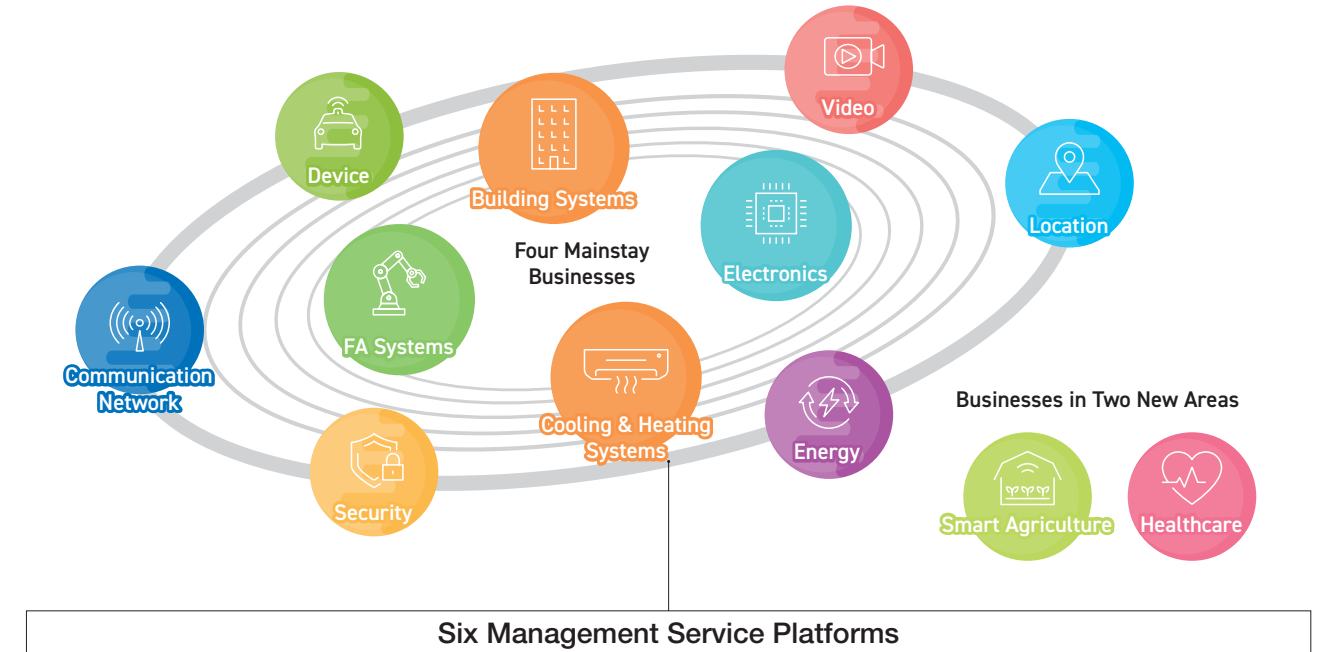 Video
Device
Building Systems
Location
Four Mainstay
Businesses
Electronics
FA Systems
Communication
Network
Businesses in Two New Areas
Cooling & Heating
Systems
Energy
Security
Smart Agriculture
Healthcare
Six Management Service Platforms